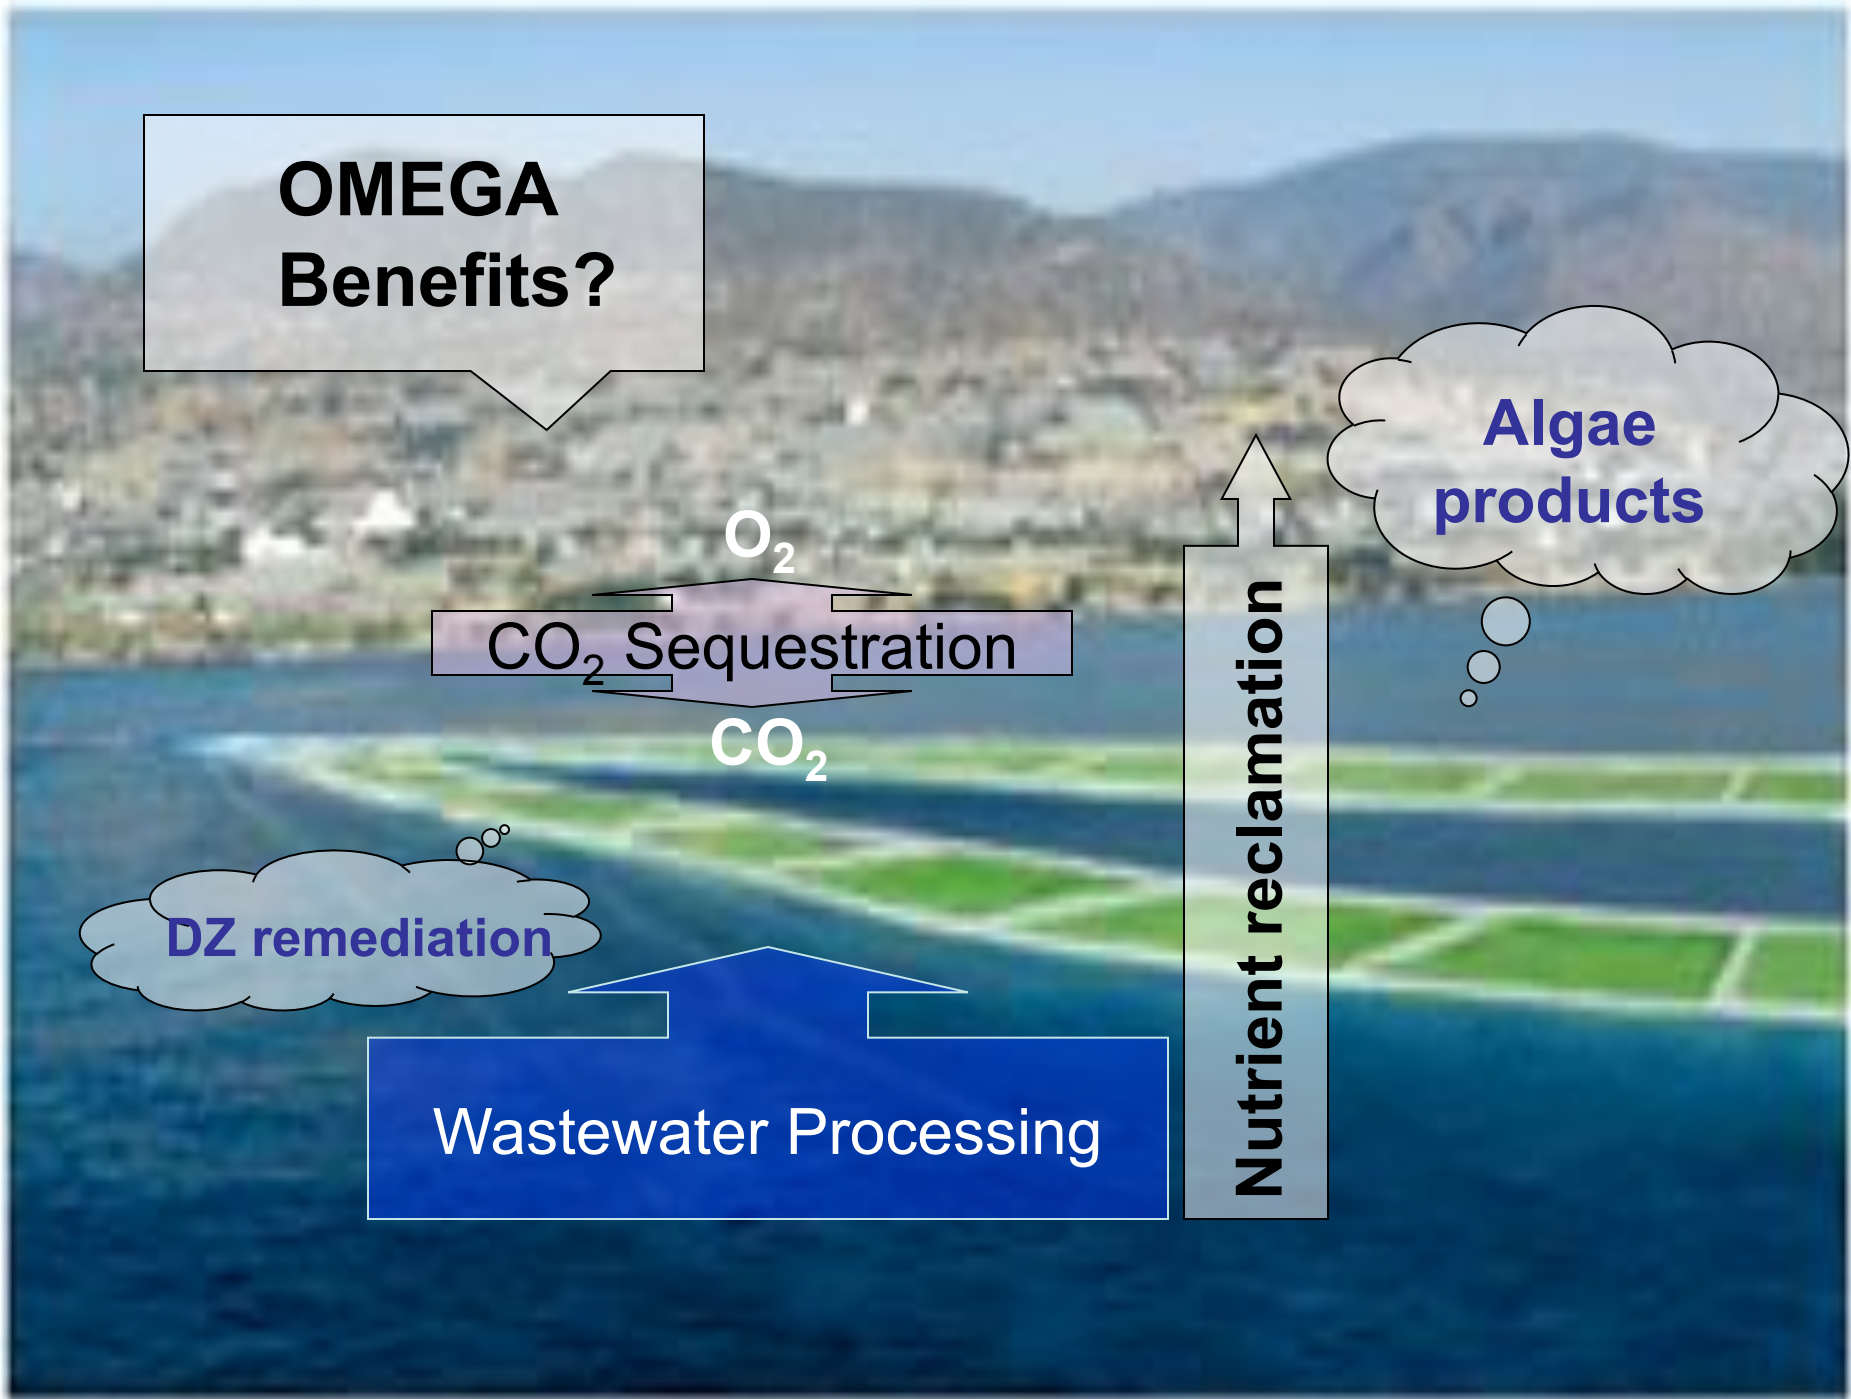 OMEGA
Benefits?
Algae
products
O₂
CO₂ Sequestration
CO₂
Nutrient reclamation
DZ remediation
Wastewater Processing